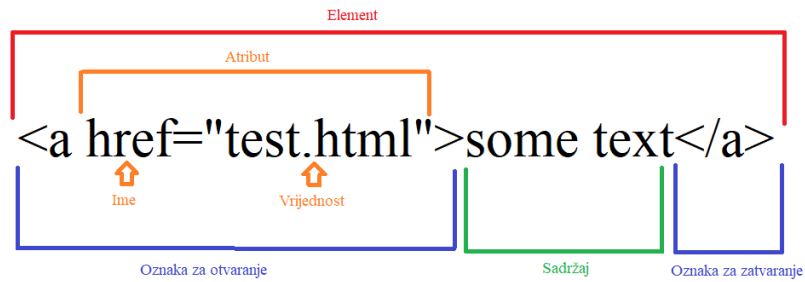 Element
Atribut
<a href="test.html">some text</a>
Ime
Vrijednost
Oznaka za otvaranje
Sadržaj
Oznaka za zatvaranje